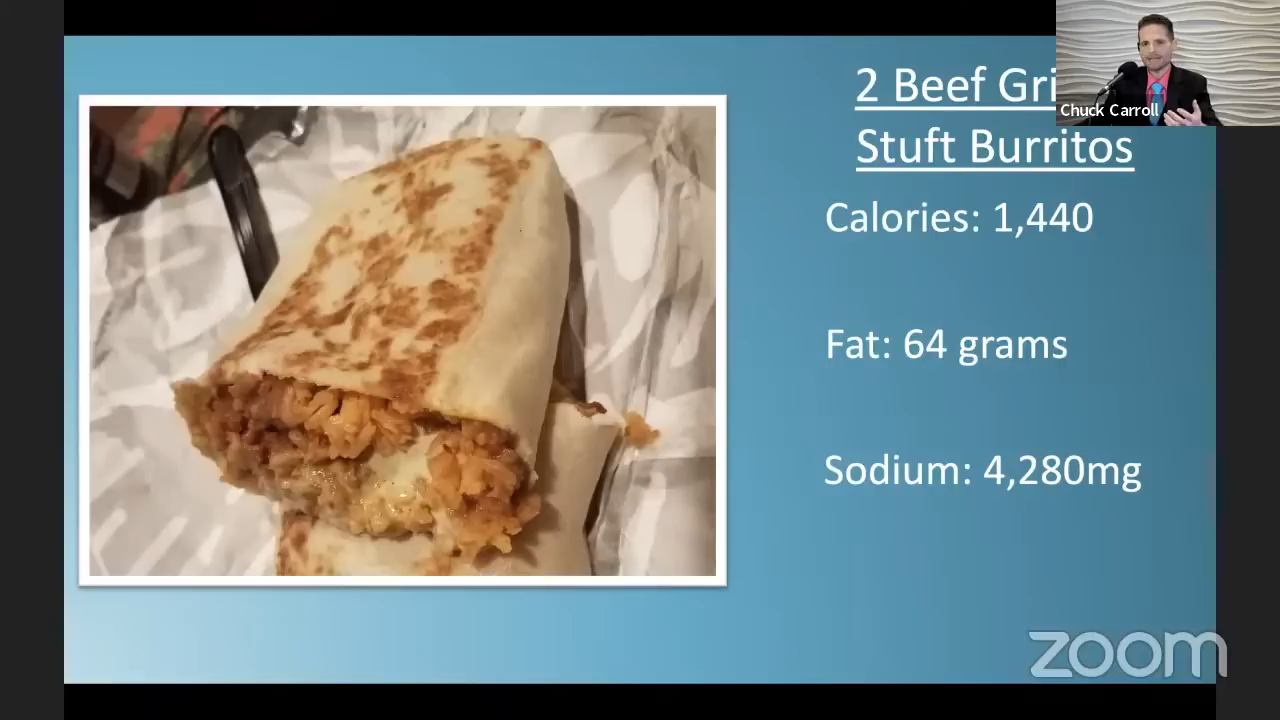 2 Beef Gri
Stuft Burritos
Calories: 1,440
Fat: 64 grams
Sodium: 4,280mg
Chuck Carroll
zoom